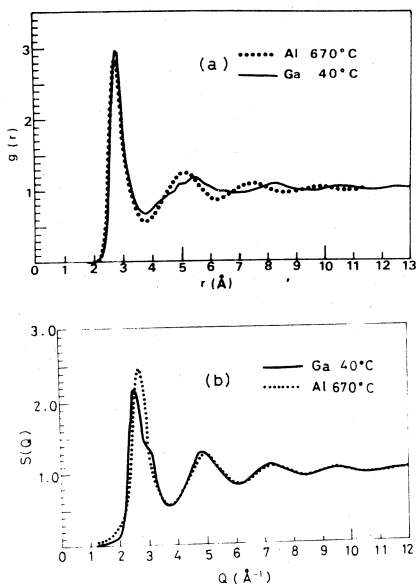 (a)
Al 670°C
Ga 40°C
g(r)
3
2
1
0
0 1 2 3 4 5 6 7 8 9 10 11 12 13
r (Å)
(b)
Ga 40°C
Al 670°C
S(Q)
3.0
2.0
1.0
0 1 2 3 4 5 6 7 8 9 10 11 12
Q (Å⁻¹)